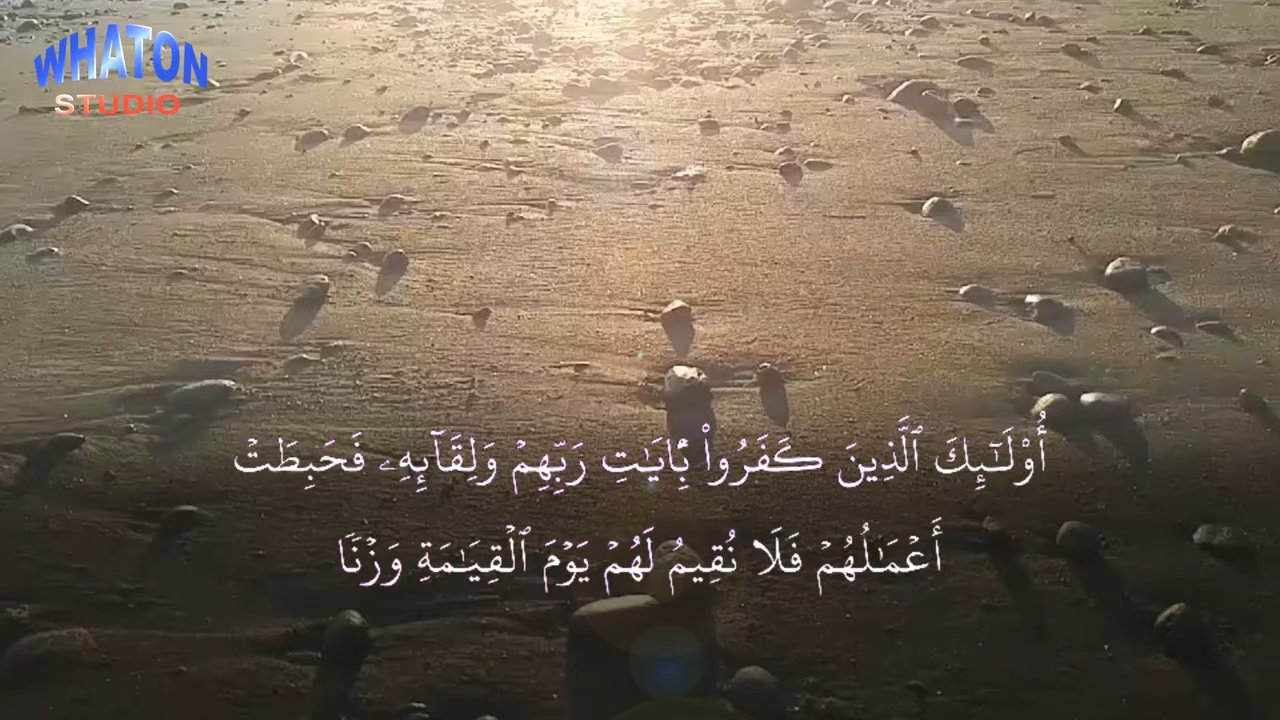 WHATON
STUDIO
أُوْلَـٰٓئِكَ ٱلَّذِينَ كَفَرُواْ بِـَٔايَـٰتِ رَبِّهِمۡ وَلِقَآئِهِۦ فَحَبِطَتۡ
أَعۡمَـٰلُهُمۡ فَلَا نُقِيمُ لَهُمۡ يَوۡمَ ٱلۡقِيَـٰمَةِ وَزۡنٗا